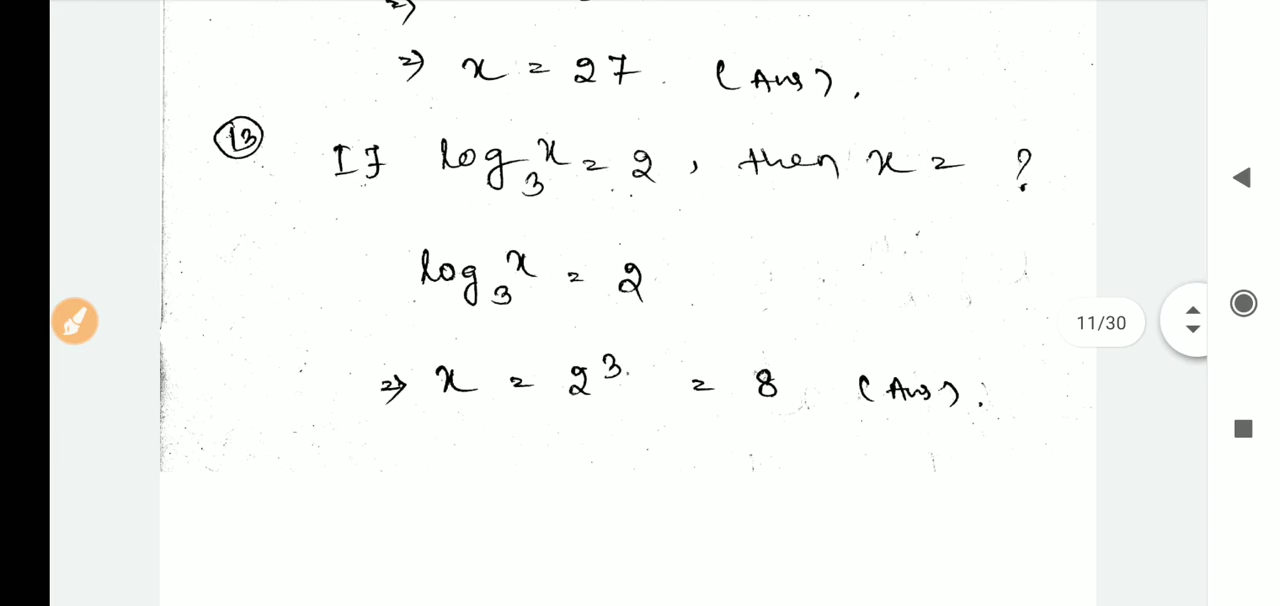 ⇒
⇒ x = 27. (Ans).
(13) If log₃x = 2, then x = ?
log₃x = 2
11/30
⇒ x = 2³ = 8 (Ans).